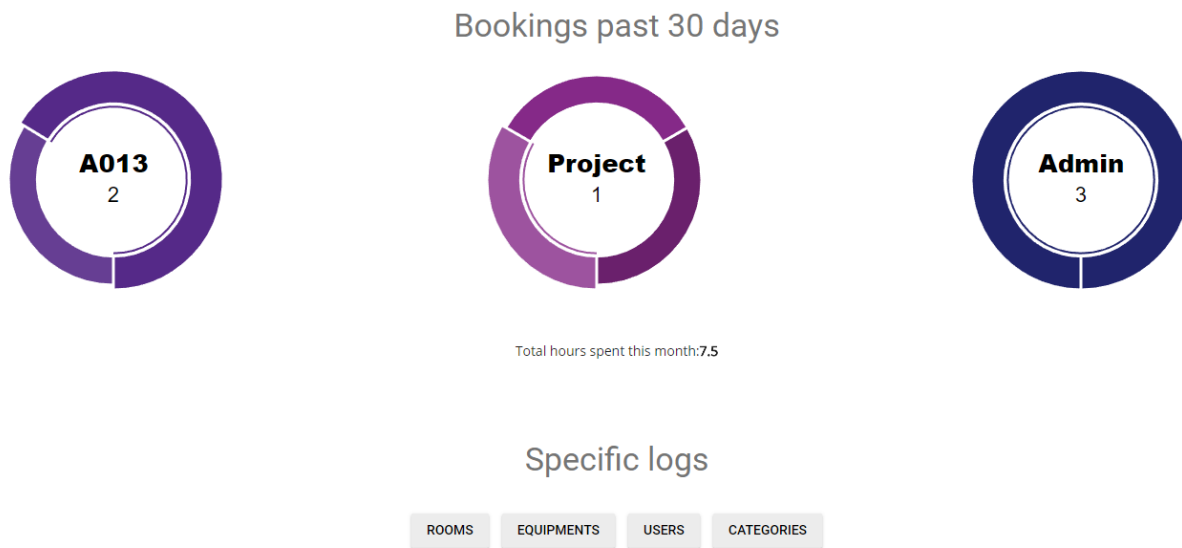 Bookings past 30 days
A013
2
Project
1
Admin
3
Total hours spent this month:7.5
Specific logs
ROOMS
EQUIPMENTS
USERS
CATEGORIES